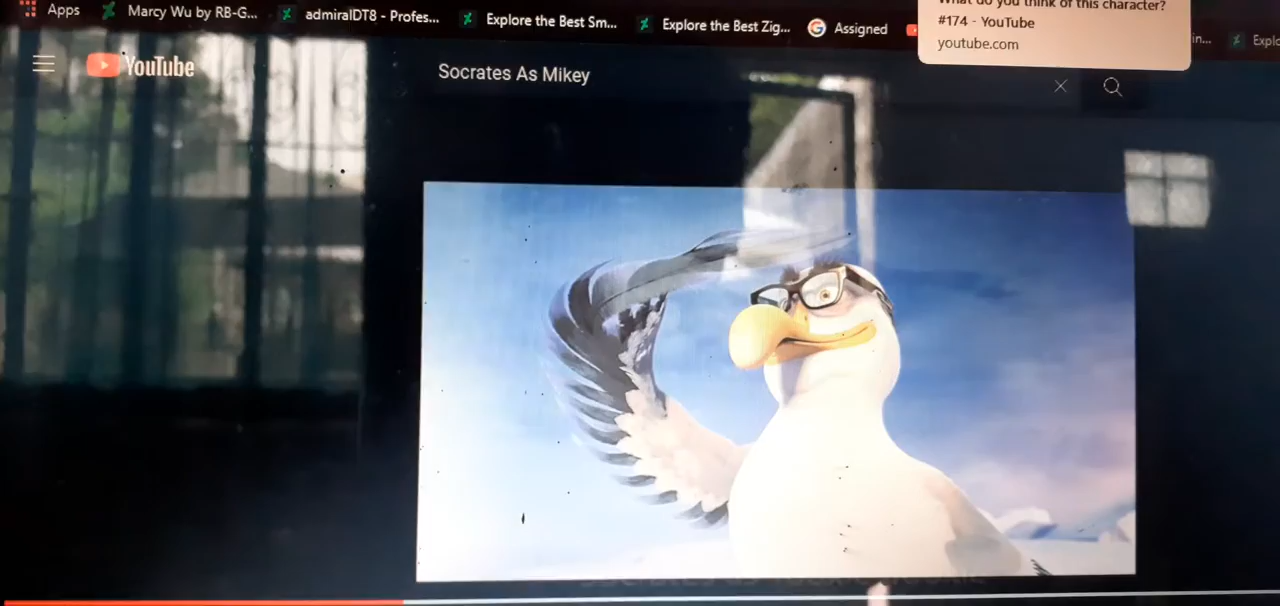 Apps
Marcy Wu by RB-G...
admiralDT8 - Profes...
Explore the Best Sm...
Explore the Best Zig...
Assigned
What do you think of this character?
#174 - YouTube
youtube.com
in...
Explo
YouTube
Socrates As Mikey